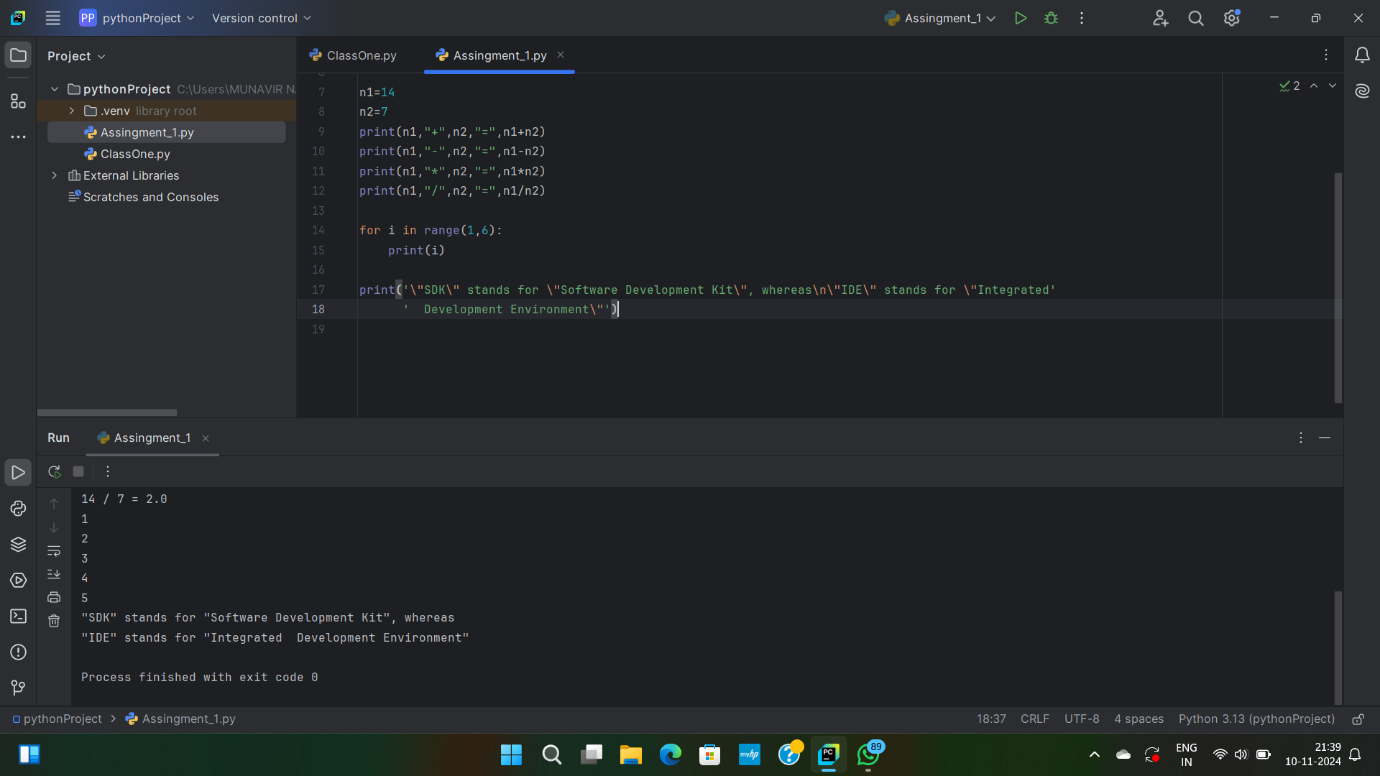 PP pythonProject Version control Assingment_1
Project
ClassOne.py Assingment_1.py
pythonProject C:\Users\MUNAVIR N
.venv library root
Assingment_1.py
ClassOne.py
External Libraries
Scratches and Consoles
2
7 n1=14
8 n2=7
9 print(n1,"+",n2,"=",n1+n2)
10 print(n1,"-",n2,"=",n1-n2)
11 print(n1,"*",n2,"=",n1*n2)
12 print(n1,"/",n2,"=",n1/n2)
13
14 for i in range(1,6):
15 print(i)
16
17 print('\"SDK\" stands for \"Software Development Kit\", whereas\n\"IDE\" stands for \"Integrated'
18 '  Development Environment\"')
19
Run Assingment_1
14 / 7 = 2.0
1
2
3
4
5
"SDK" stands for "Software Development Kit", whereas
"IDE" stands for "Integrated  Development Environment"
Process finished with exit code 0
pythonProject > Assingment_1.py 18:37 CRLF UTF-8 4 spaces Python 3.13 (pythonProject)
myhp PC 89 ENG 21:39
IN 10-11-2024